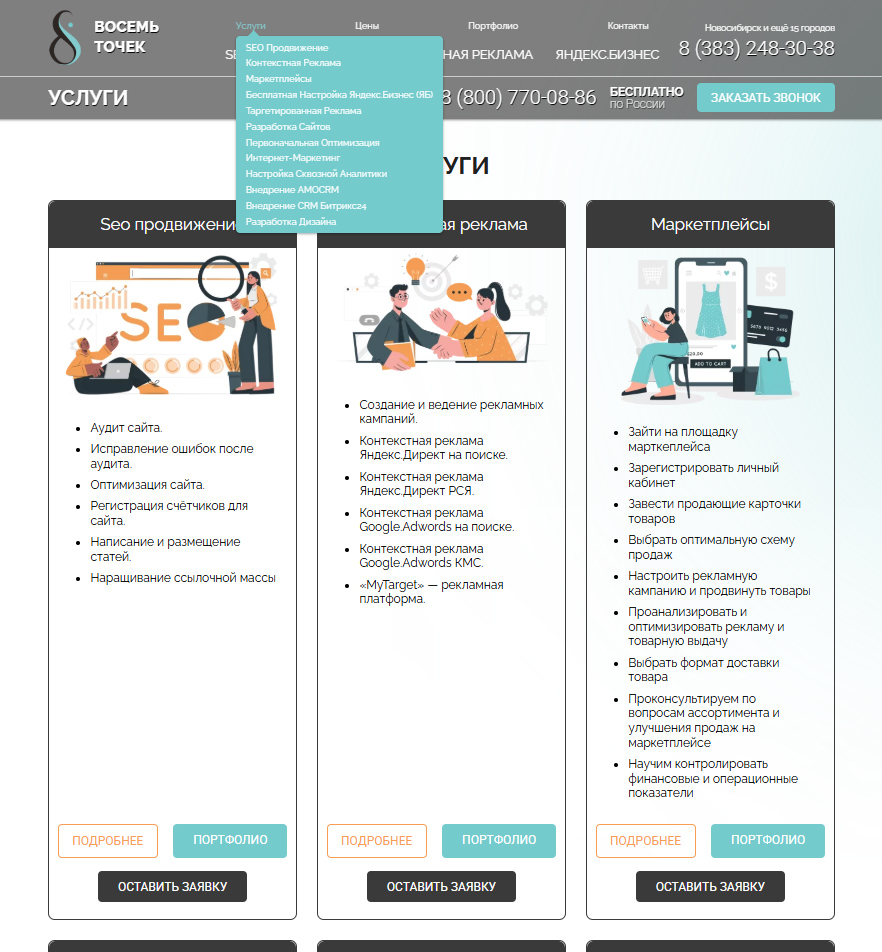 ВОСЕМЬ
ТОЧЕК
Услуги
Цены
Портфолио
Контакты
Новосибирск и ещё 15 городов
НАЯ РЕКЛАМА
ЯНДЕКС.БИЗНЕС
8 (383) 248-30-38
SEO Продвижение
Контекстная Реклама
Маркетплейсы
Бесплатная Настройка Яндекс.Бизнес (ЯБ)
Таргетированная Реклама
Разработка Сайтов
Первоначальная Оптимизация
Интернет-Маркетинг
Настройка Сквозной Аналитики
Внедрение AMOCRM
Внедрение CRM Битрикс24
Разработка Дизайна
УСЛУГИ
8 (800) 770-08-86
БЕСПЛАТНО
по России
ЗАКАЗАТЬ ЗВОНОК
УГИ
Seo продвижени
ая реклама
Маркетплейсы
SEO
Аудит сайта.
Исправление ошибок после
аудита.
Оптимизация сайта.
Регистрация счётчиков для
сайта.
Написание и размещение
статей.
Наращивание ссылочной массы
ПОДРОБНЕЕ
ПОРТФОЛИО
ОСТАВИТЬ ЗАЯВКУ
Создание и ведение рекламных
кампаний.
Контекстная реклама
Яндекс.Директ на поиске.
Контекстная реклама
Яндекс.Директ РСЯ.
Контекстная реклама
Google.Adwords на поиске.
Контекстная реклама
Google.Adwords КМС.
«MyTarget» — рекламная
платформа.
ПОДРОБНЕЕ
ПОРТФОЛИО
ОСТАВИТЬ ЗАЯВКУ
$
ADD TO CART
Зайти на площадку
марткеплейса
Зарегистрировать личный
кабинет
Завести продающие карточки
товаров
Выбрать оптимальную схему
продаж
Настроить рекламную
кампанию и продвинуть товары
Проанализировать и
оптимизировать рекламу и
товарную выдачу
Выбрать формат доставки
товара
Проконсультируем по
вопросам ассортимента и
улучшения продаж на
маркетплейсе
Научим контролировать
финансовые и операционные
показатели
ПОДРОБНЕЕ
ПОРТФОЛИО
ОСТАВИТЬ ЗАЯВКУ